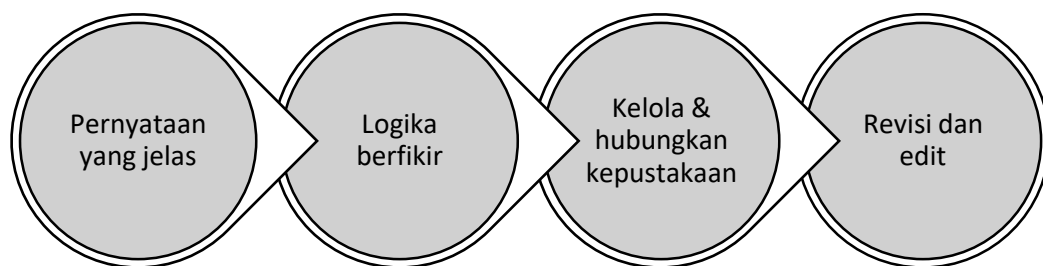 Pernyataan
yang jelas
Logika
berfikir
Kelola &
hubungkan
kepustakaan
Revisi dan
edit